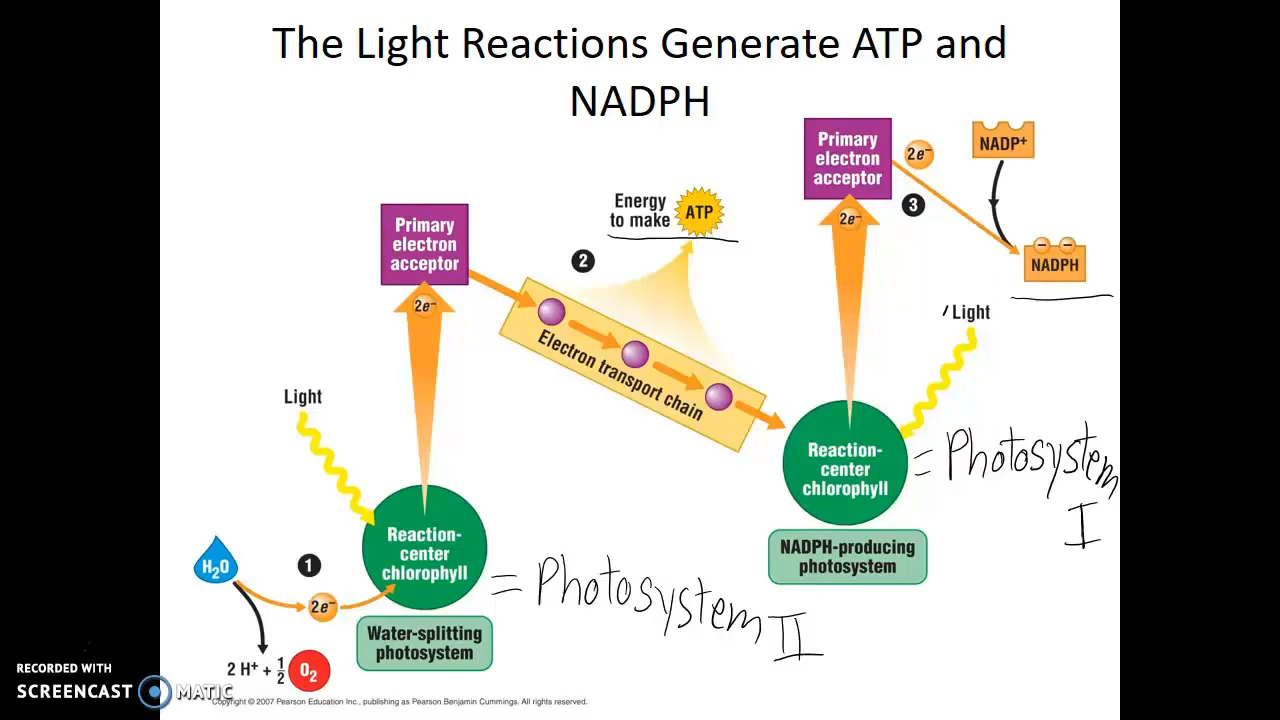 The Light Reactions Generate ATP and
NADPH
Primary
electron
acceptor
2e-
NADP+
3
2e-
NADPH
Energy
to make
ATP
Primary
electron
acceptor
2
2e-
Electron transport chain
Light
Light
Reaction-
center
chlorophyll
= Photosystem
I
NADPH-producing
photosystem
H2O
1
2e-
Reaction-
center
chlorophyll
= Photosystem
II
Water-splitting
photosystem
2 H+ + 1/2 O2
RECORDED WITH
SCREENCAST MATIC
Copyright © 2007 Pearson Education Inc., publishing as Pearson Benjamin Cummings. All rights reserved.